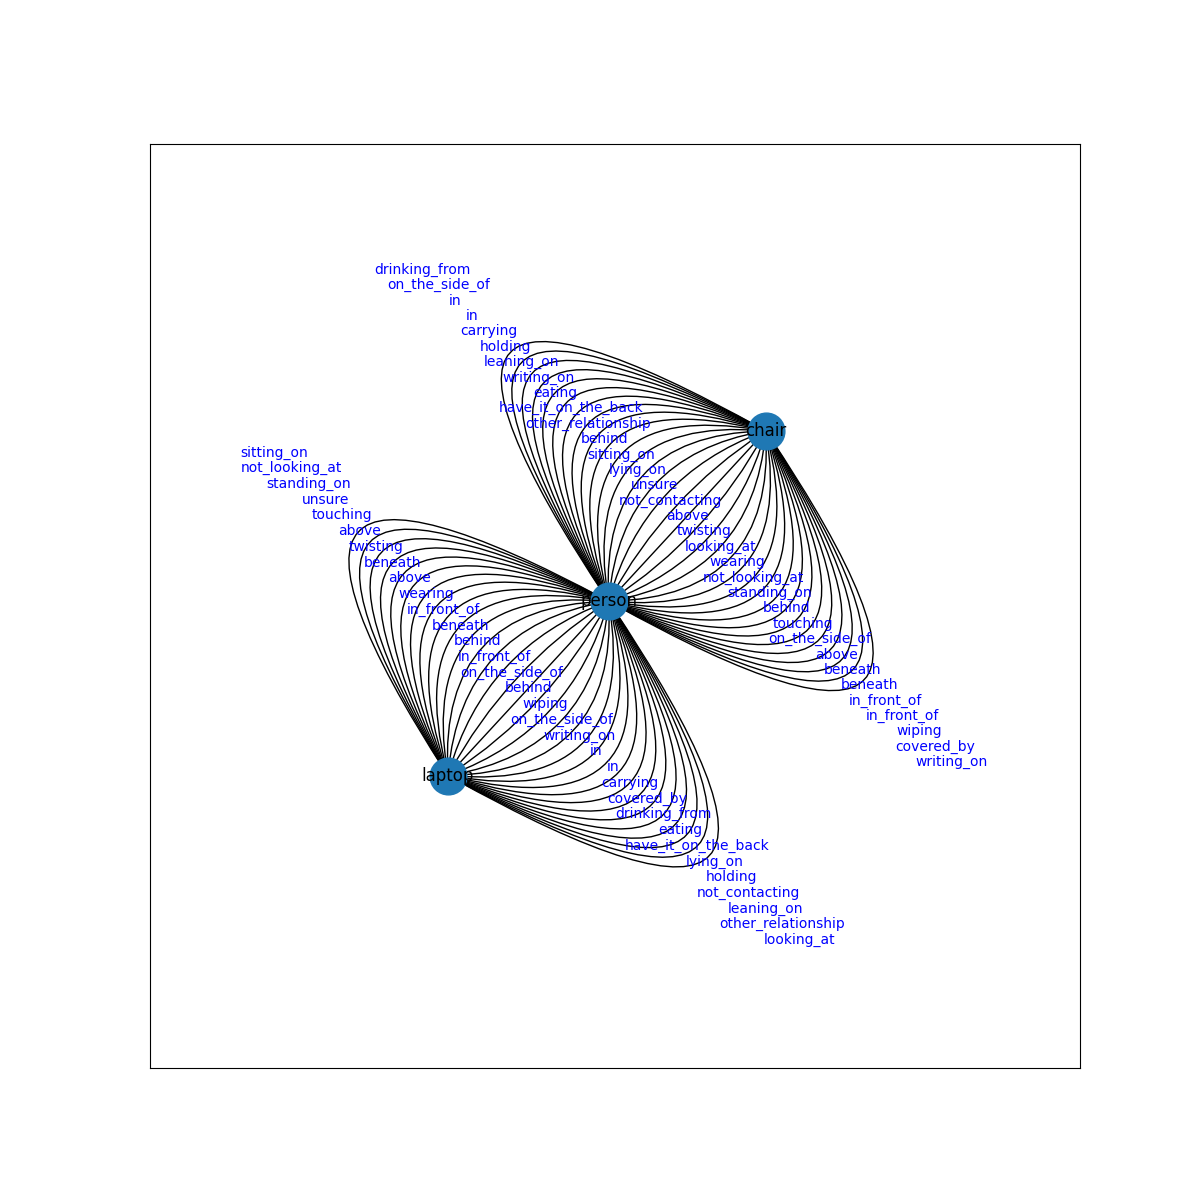 drinking_from
on_the_side_of
in
in
carrying
holding
leaning_on
writing_on
eating
have_it_on_the_back
other_relationship
behind
sitting_on
lying_on
unsure
not_contacting
above
twisting
looking_at
wearing
not_looking_at
standing_on
behind
touching
on_the_side_of
above
beneath
beneath
in_front_of
in_front_of
wiping
covered_by
writing_on
chair
person
laptop
sitting_on
not_looking_at
standing_on
unsure
touching
above
twisting
beneath
above
wearing
in_front_of
beneath
behind
in_front_of
on_the_side_of
behind
wiping
on_the_side_of
writing_on
in
in
carrying
covered_by
drinking_from
eating
have_it_on_the_back
lying_on
holding
not_contacting
leaning_on
other_relationship
looking_at